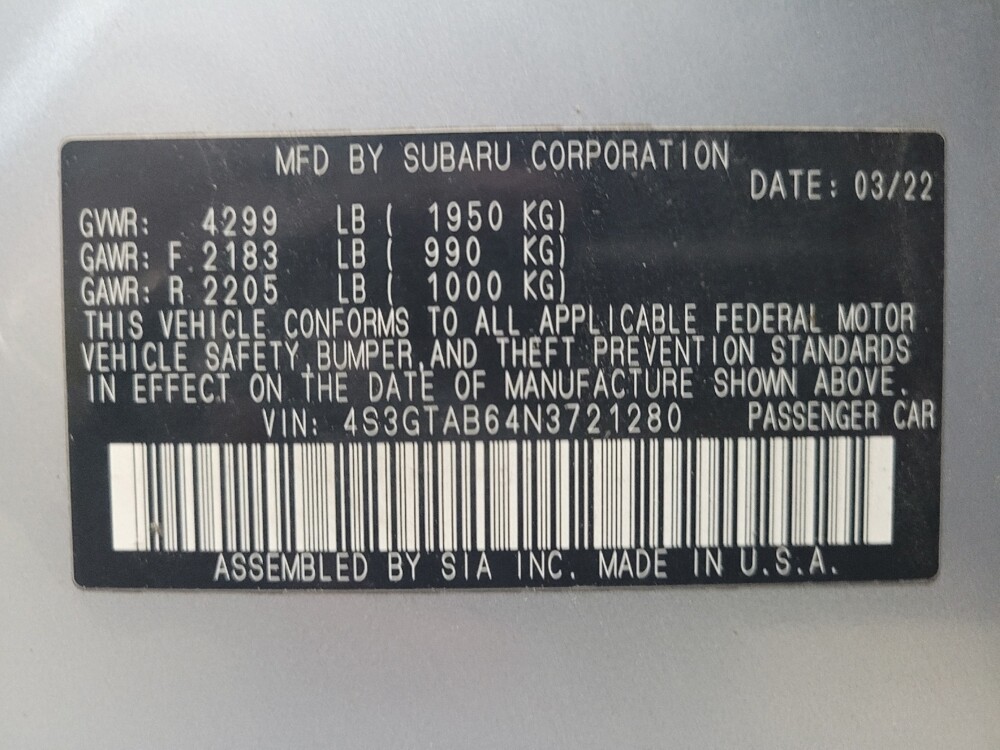 MFD BY SUBARU CORPORATION
DATE: 03/22
GVWR: 4299 LB ( 1950 KG)
GAWR: F 2183 LB ( 990 KG)
GAWR: R 2205 LB ( 1000 KG)
THIS VEHICLE CONFORMS TO ALL APPLICABLE FEDERAL MOTOR
VEHICLE SAFETY,BUMPER,AND THEFT PREVENTION STANDARDS
IN EFFECT ON THE DATE OF MANUFACTURE SHOWN ABOVE.
VIN: 4S3GTAB64N3721280 PASSENGER CAR
ASSEMBLED BY SIA INC. MADE IN U.S.A.